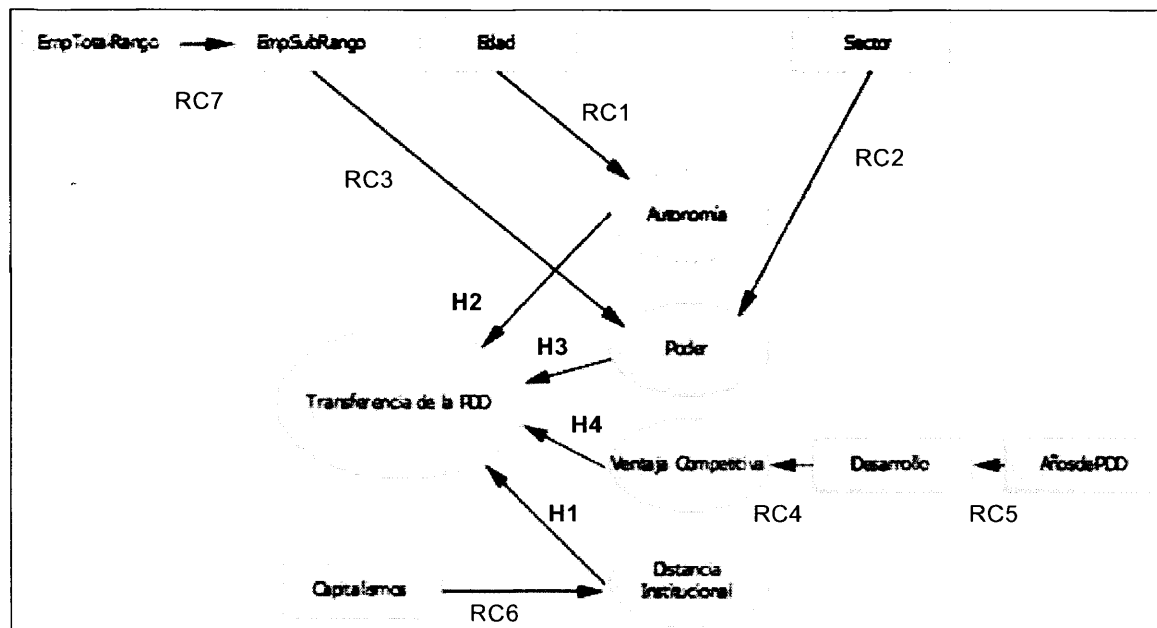 EmpTotalRango
EmpSubRango
Edad
Sector
RC7
RC1
RC2
RC3
Autonomía
H2
H3
Poder
Transferencia de la PDD
H4
Ventaja Competitiva
Desarrollo
AñosdePDD
RC4
RC5
H1
Distancia
Institucional
Capitalismos
RC6